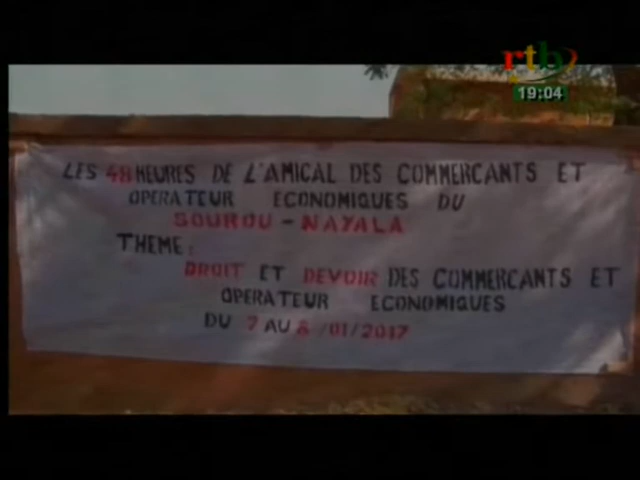 rtb
19:04
LES 48 HEURES DE L'AMICAL DES COMMERCANTS ET
OPERATEUR ECONOMIQUES DU
SOUROU - NAYALA
THEME:
DROIT ET DEVOIR DES COMMERCANTS ET
OPERATEUR ECONOMIQUES
DU 7 AU 8 /01/2017